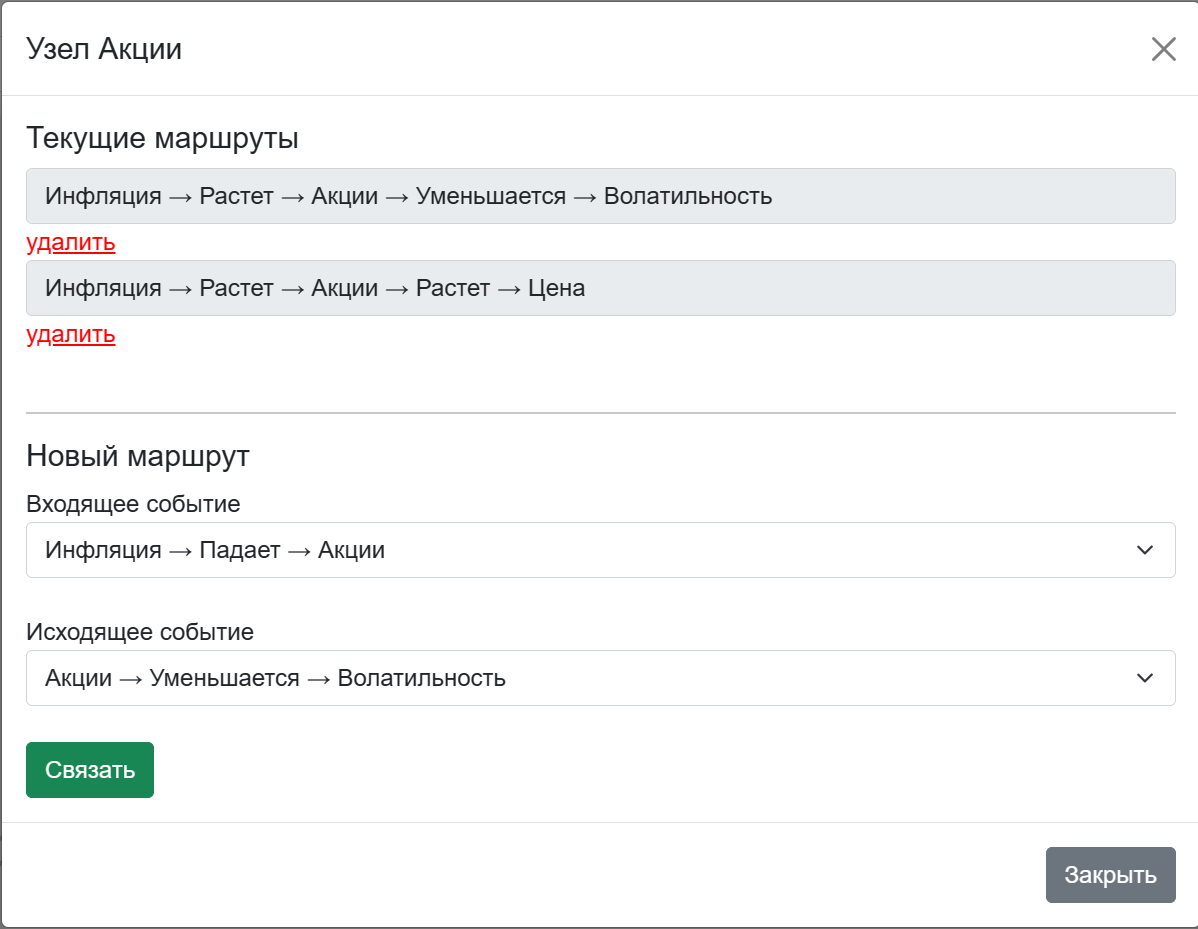 Узел Акции
Текущие маршруты
Инфляция → Растет → Акции → Уменьшается → Волатильность
удалить
Инфляция → Растет → Акции → Растет → Цена
удалить
Новый маршрут
Входящее событие
Инфляция → Падает → Акции
Исходящее событие
Акции → Уменьшается → Волатильность
Связать
Закрыть